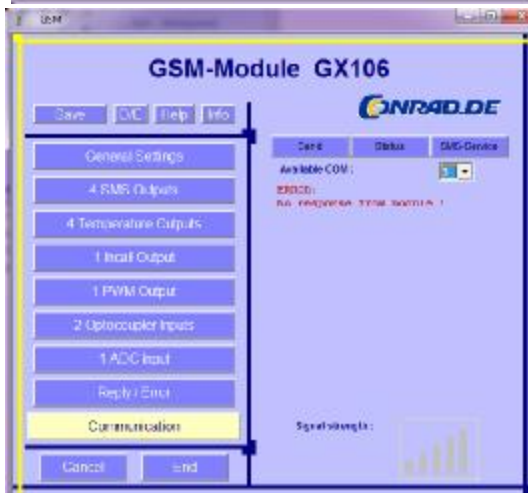 GSM
GSM-Module GX106
CONRAD.DE
Save D/E Help Info
Send Status SMS-Service
General Settings
Available COM :
4 SMS Outputs
ERROR:
No response from module !
4 Temperature Outputs
1 Incall Output
1 PWM Output
2 Optocoupler Inputs
1 ADC Input
Reply / Error
Communication
Signal strength :
Cancel End